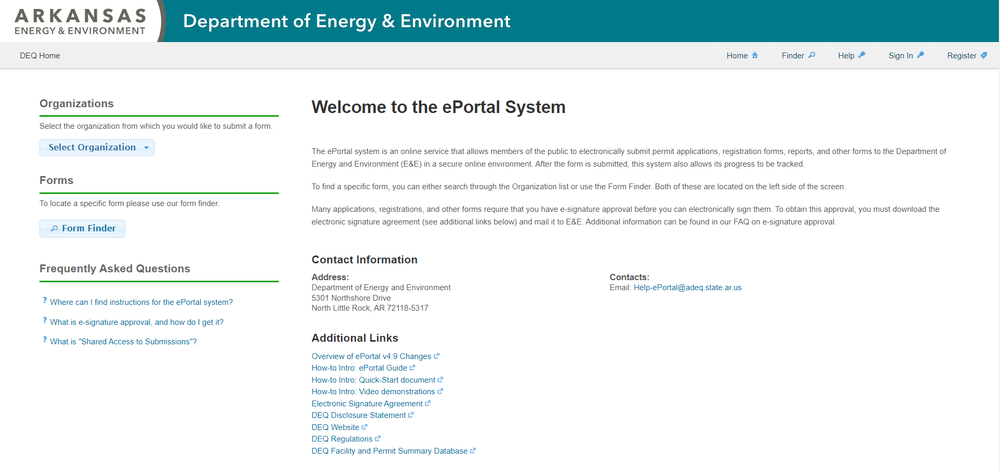 ARKANSAS
ENERGY & ENVIRONMENT
Department of Energy & Environment
DEQ Home
Home
Finder
Help
Sign In
Register
Organizations
Select the organization from which you would like to submit a form.
Select Organization
Forms
To locate a specific form please use our form finder.
Form Finder
Frequently Asked Questions
? Where can I find instructions for the ePortal system?
? What is e-signature approval, and how do I get it?
? What is "Shared Access to Submissions"?
Welcome to the ePortal System
The ePortal system is an online service that allows members of the public to electronically submit permit applications, registration forms, reports, and other forms to the Department of
Energy and Environment (E&E) in a secure online environment. After the form is submitted, this system also allows its progress to be tracked.
To find a specific form, you can either search through the Organization list or use the Form Finder. Both of these are located on the left side of the screen.
Many applications, registrations, and other forms require that you have e-signature approval before you can electronically sign them. To obtain this approval, you must download the
electronic signature agreement (see additional links below) and mail it to E&E. Additional information can be found in our FAQ on e-signature approval.
Contact Information
Address:
Department of Energy and Environment
5301 Northshore Drive
North Little Rock, AR 72118-5317
Contacts:
Email: Help-ePortal@adeq.state.ar.us
Additional Links
Overview of ePortal v4.9 Changes
How-to Intro: ePortal Guide
How-to Intro: Quick-Start document
How-to Intro: Video demonstrations
Electronic Signature Agreement
DEQ Disclosure Statement
DEQ Website
DEQ Regulations
DEQ Facility and Permit Summary Database